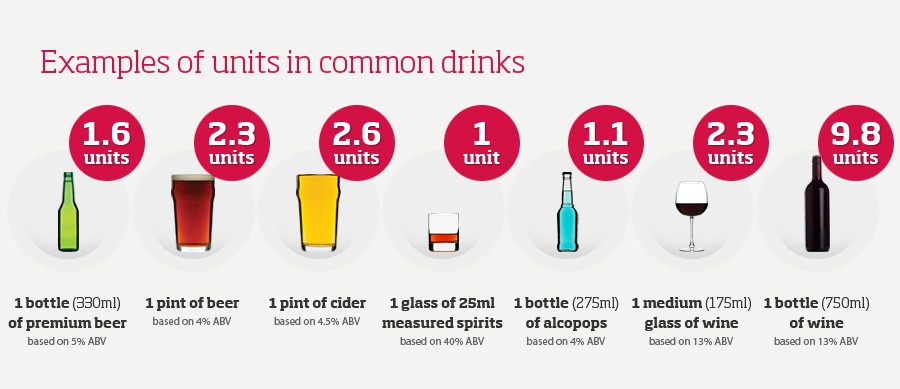 Examples of units in common drinks
1.6
units
2.3
units
2.6
units
1
unit
1.1
units
2.3
units
9.8
units
1 bottle (330ml)
of premium beer
based on 5% ABV
1 pint of beer
based on 4% ABV
1 pint of cider
based on 4.5% ABV
1 glass of 25ml
measured spirits
based on 40% ABV
1 bottle (275ml)
of alcopops
based on 4% ABV
1 medium (175ml)
glass of wine
based on 13% ABV
1 bottle (750ml)
of wine
based on 13% ABV